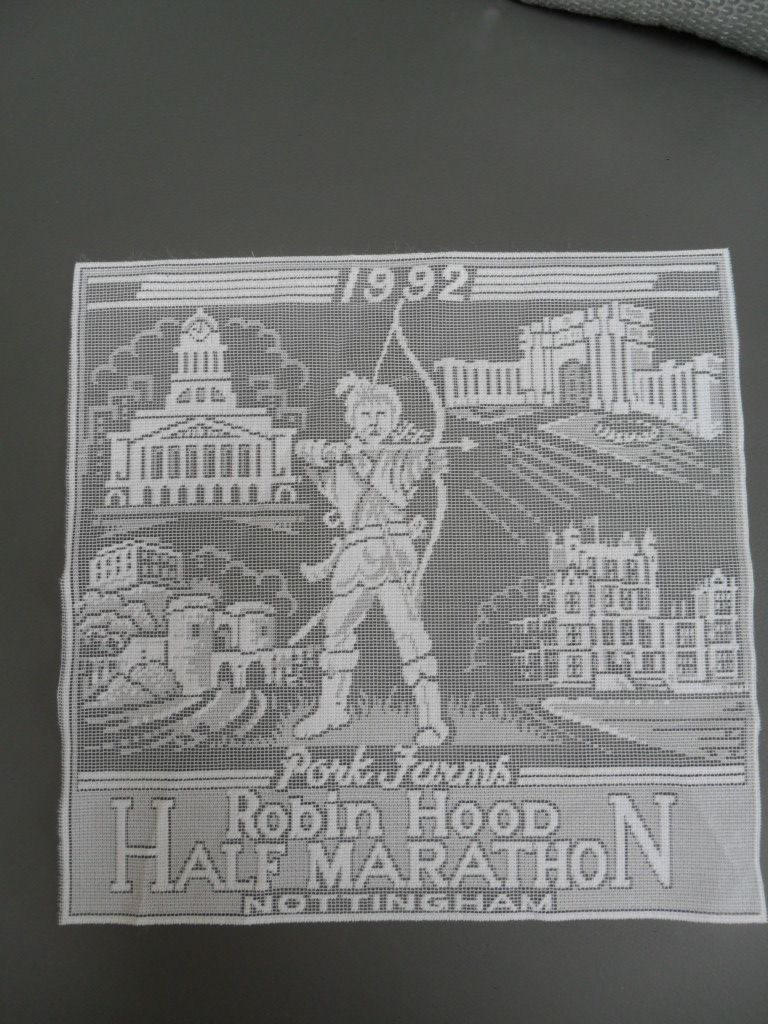 1992
Pork Farms
Robin Hood
HALF MARATHON
NOTTINGHAM